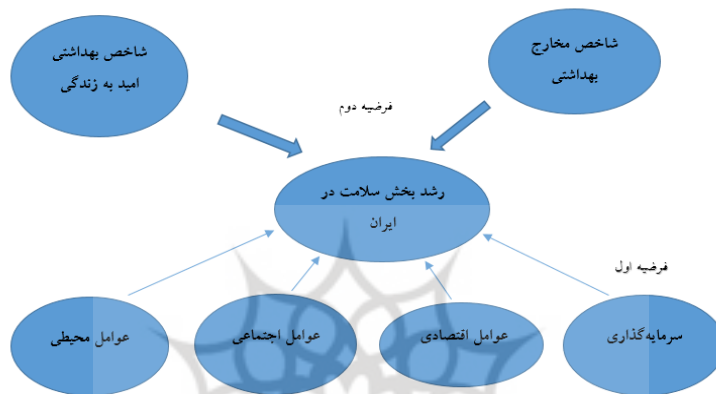 شاخص مخارج
بهداشتی
شاخص بهداشتی
امید به زندگی
فرضیه دوم
رشد بخش سلامت در
ایران
فرضیه اول
سرمایه‌گذاری
عوامل اقتصادی
عوامل اجتماعی
عوامل محیطی